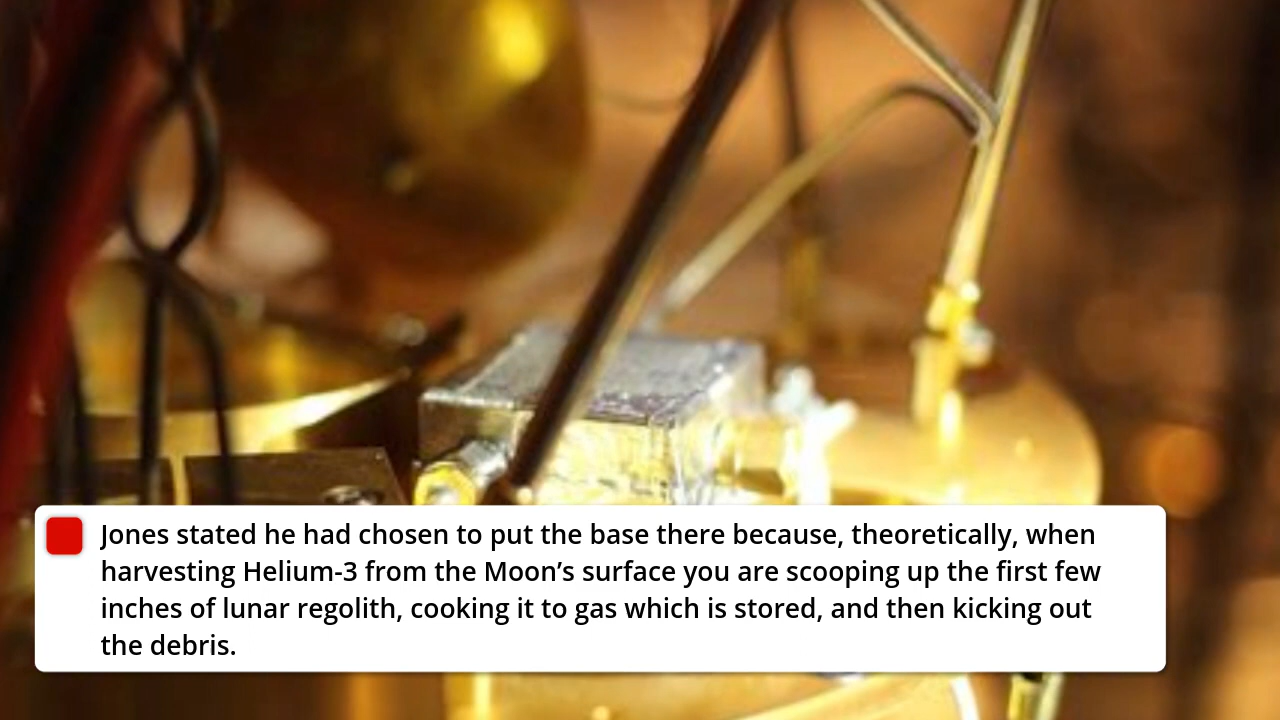 Jones stated he had chosen to put the base there because, theoretically, when
harvesting Helium-3 from the Moon’s surface you are scooping up the first few
inches of lunar regolith, cooking it to gas which is stored, and then kicking out
the debris.